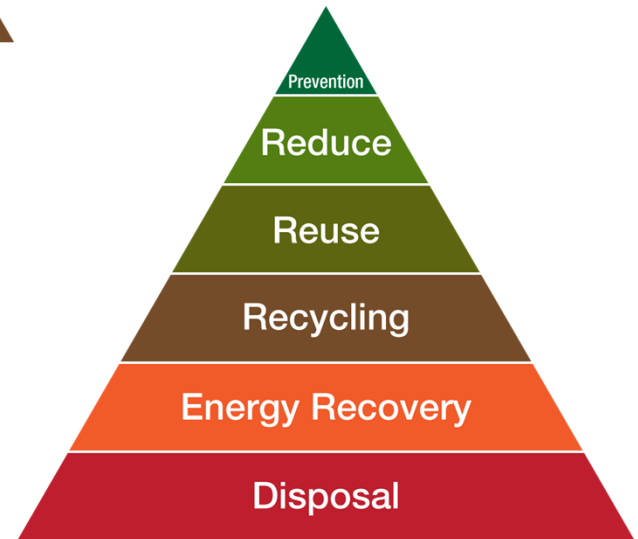 Prevention
Reduce
Reuse
Recycling
Energy Recovery
Disposal